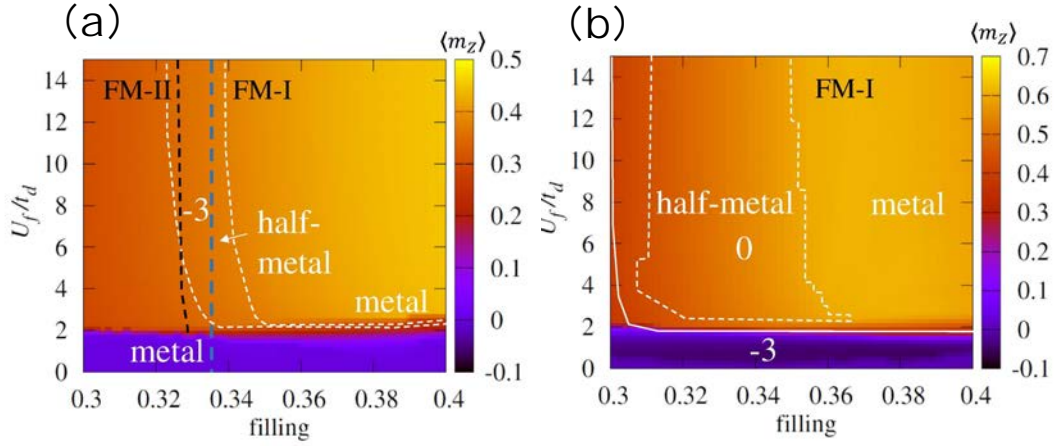 (a)
⟨m_Z⟩
14
12
10
8
6
4
2
0
U_f/t_d
FM-II
FM-I
-3
half-
metal
metal
metal
0.3
0.32
0.34
0.36
0.38
0.4
filling
0.5
0.4
0.3
0.2
0.1
0
-0.1
(b)
⟨m_Z⟩
14
12
10
8
6
4
2
0
U_f/t_d
FM-I
half-metal
metal
0
-3
0.3
0.32
0.34
0.36
0.38
0.4
filling
0.7
0.6
0.5
0.4
0.3
0.2
0.1
0
-0.1